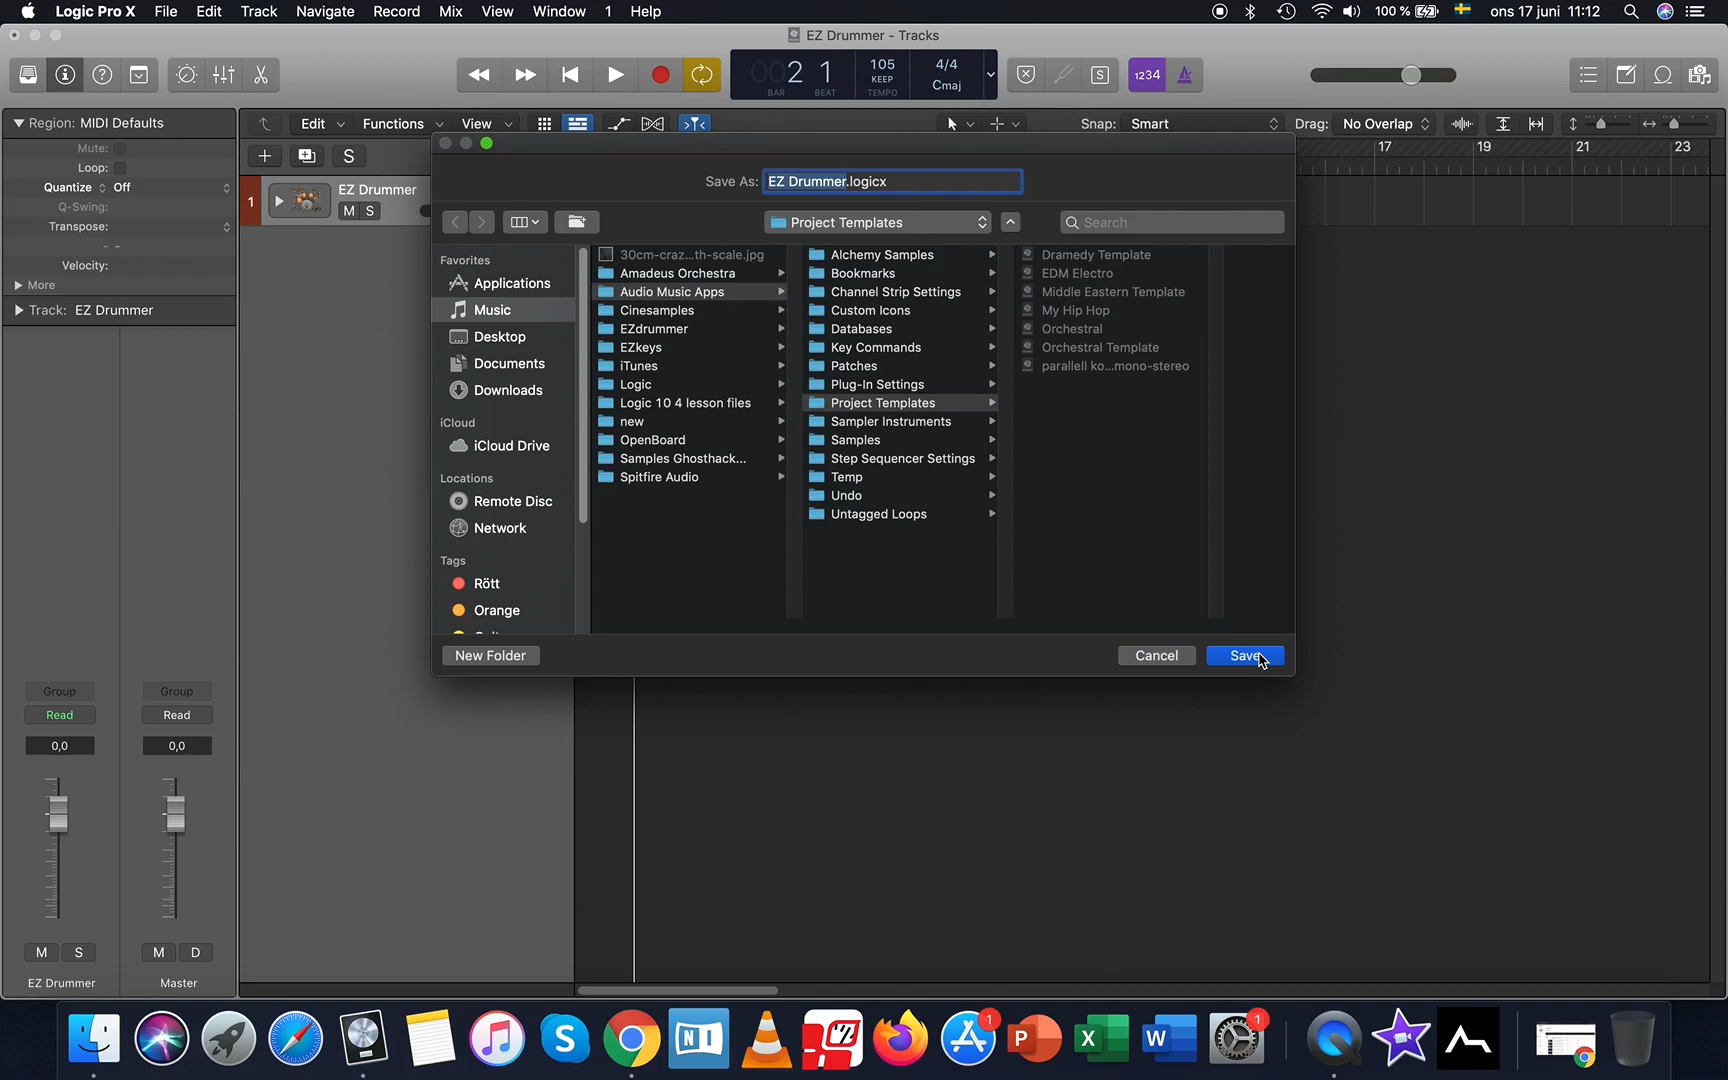 Logic Pro X File Edit Track Navigate Record Mix View Window 1 Help 100 % ons 17 juni 11:12
EZ Drummer - Tracks
2 1 105 4/4
KEEP Cmaj
BAR BEAT TEMPO
S 1234
Region: MIDI Defaults
Edit Functions View Snap: Smart Drag: No Overlap
Mute:
Loop:
Quantize Off
Q-Swing:
Transpose:
- -
Velocity:
More
Track: EZ Drummer
S
1 EZ Drummer
M S
17 19 21 23
Save As: EZ Drummer.logicx
Project Templates
Search
Favorites
Applications
Music
Desktop
Documents
Downloads
iCloud
iCloud Drive
Locations
Remote Disc
Network
Tags
Rött
Orange
30cm-craz...th-scale.jpg
Amadeus Orchestra
Audio Music Apps
Cinesamples
EZdrummer
EZkeys
iTunes
Logic
Logic 10 4 lesson files
new
OpenBoard
Samples Ghosthack...
Spitfire Audio
Alchemy Samples
Bookmarks
Channel Strip Settings
Custom Icons
Databases
Key Commands
Patches
Plug-In Settings
Project Templates
Sampler Instruments
Samples
Step Sequencer Settings
Temp
Undo
Untagged Loops
Dramedy Template
EDM Electro
Middle Eastern Template
My Hip Hop
Orchestral
Orchestral Template
parallell ko...mono-stereo
New Folder
Cancel
Save
Group Group
Read Read
0,0 0,0
M S M D
EZ Drummer Master
1 1